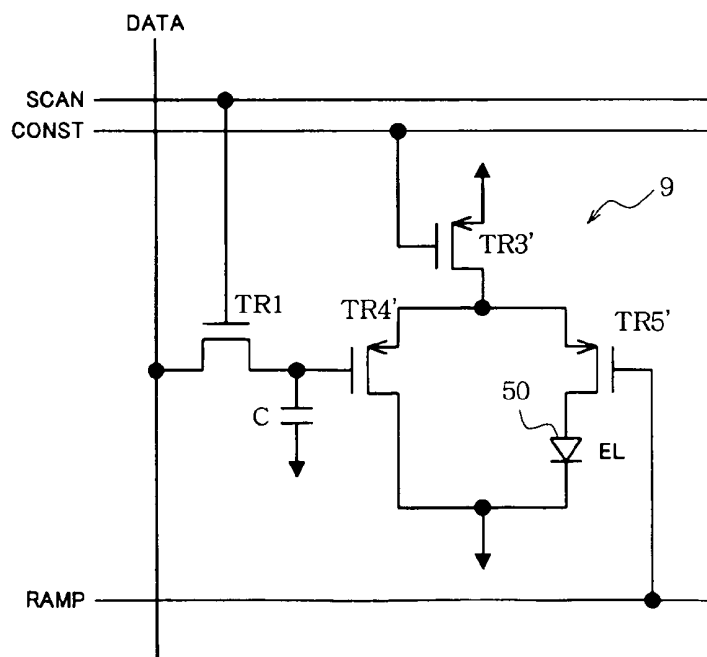 DATA
SCAN
CONST
9
TR3'
TR1
TR4'
TR5'
50
C
EL
RAMP